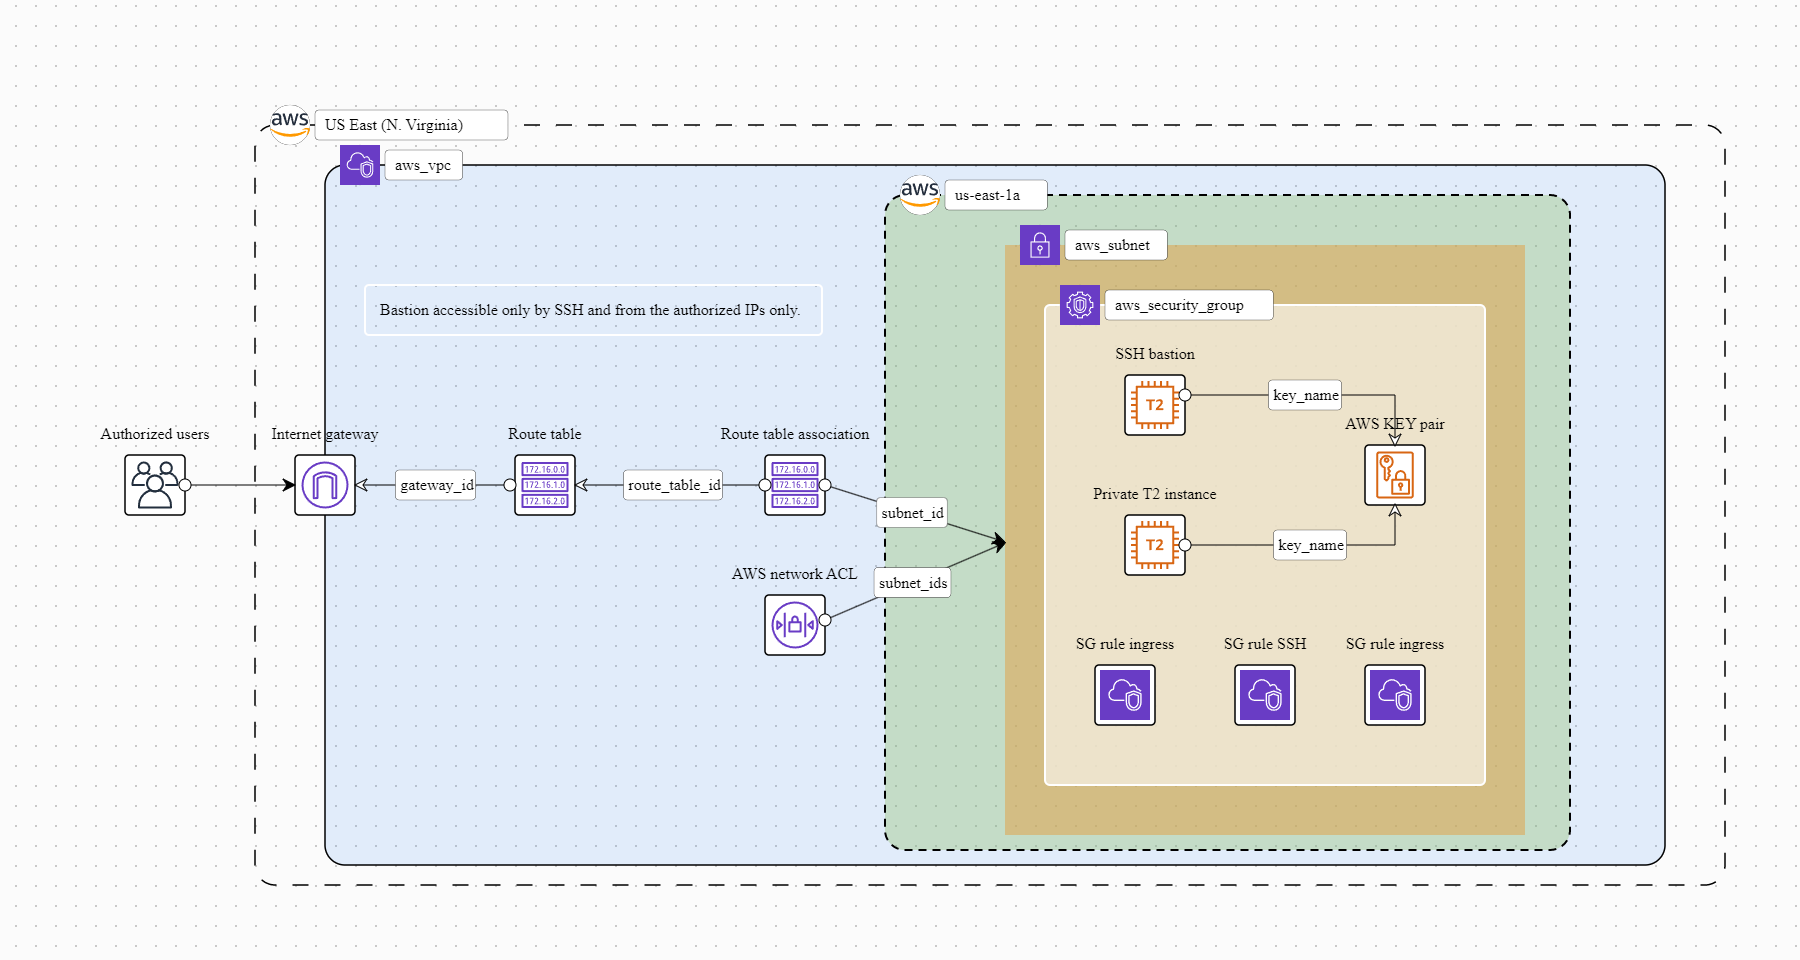 aws
US East (N. Virginia)
aws_vpc
aws
us-east-1a
aws_subnet
aws_security_group
Bastion accessible only by SSH and from the authorized IPs only.
SSH bastion
T2
key_name
AWS KEY pair
Authorized users
Internet gateway
Route table
Route table association
gateway_id
172.16.0.0
172.16.1.0
172.16.2.0
route_table_id
172.16.0.0
172.16.1.0
172.16.2.0
subnet_id
Private T2 instance
T2
key_name
AWS network ACL
subnet_ids
SG rule ingress
SG rule SSH
SG rule ingress